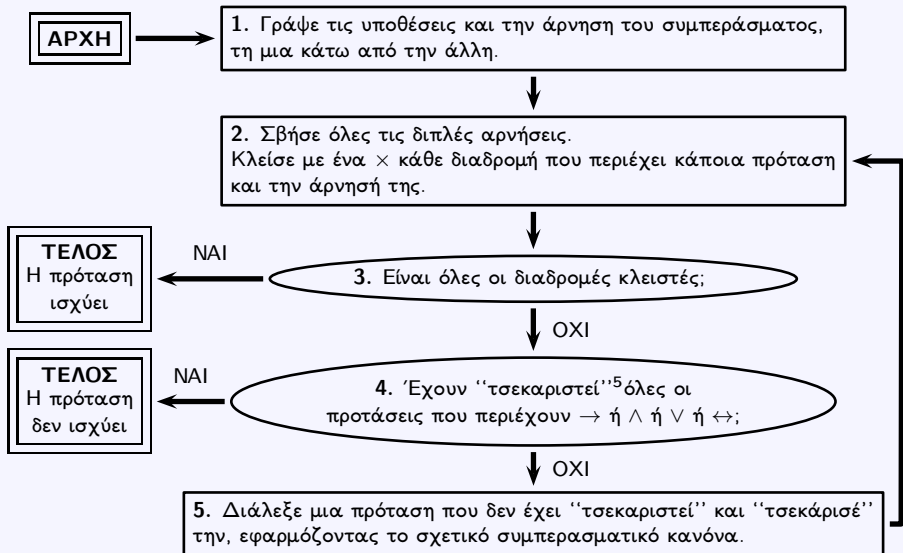 ΑΡΧΗ
1. Γράψε τις υποθέσεις και την άρνηση του συμπεράσματος,
τη μια κάτω από την άλλη.
2. Σβήσε όλες τις διπλές αρνήσεις.
Κλείσε με ένα × κάθε διαδρομή που περιέχει κάποια πρόταση
και την άρνησή της.
ΤΕΛΟΣ
Η πρόταση
ισχύει
ΝΑΙ
3. Είναι όλες οι διαδρομές κλειστές;
ΟΧΙ
ΤΕΛΟΣ
Η πρόταση
δεν ισχύει
ΝΑΙ
4. Έχουν ‘‘τσεκαριστεί’’⁵όλες οι
προτάσεις που περιέχουν → ή ∧ ή ∨ ή ↔;
ΟΧΙ
5. Διάλεξε μια πρόταση που δεν έχει ‘‘τσεκαριστεί’’ και ‘‘τσεκάρισέ’’
την, εφαρμόζοντας το σχετικό συμπερασματικό κανόνα.